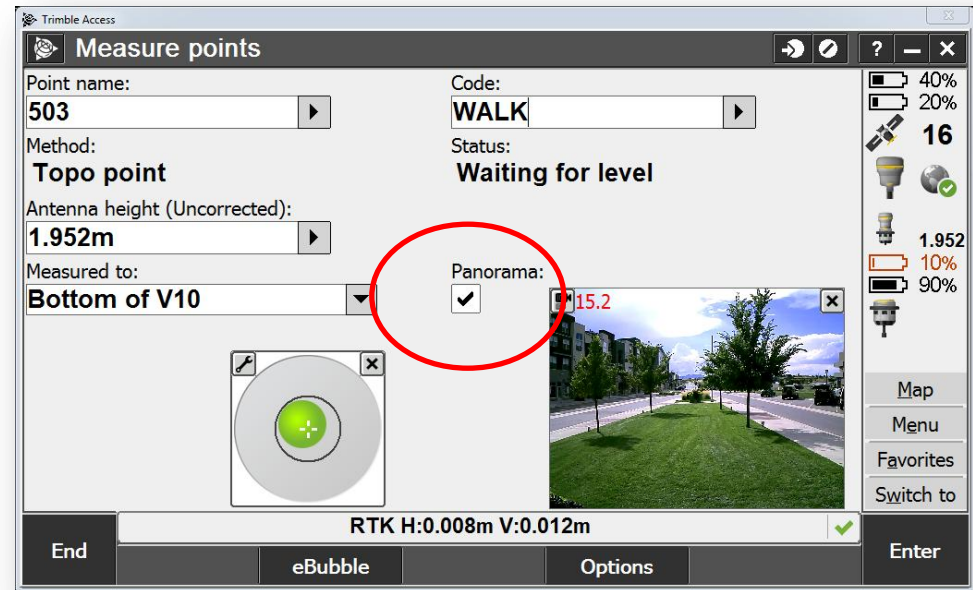 Trimble Access
Measure points
? – X
Point name:
503
Code:
WALK
Method:
Topo point
Status:
Waiting for level
Antenna height (Uncorrected):
1.952m
Measured to:
Bottom of V10
Panorama:
15.2
40%
20%
16
1.952
10%
90%
Map
Menu
Favorites
Switch to
RTK H:0.008m V:0.012m
End
eBubble
Options
Enter